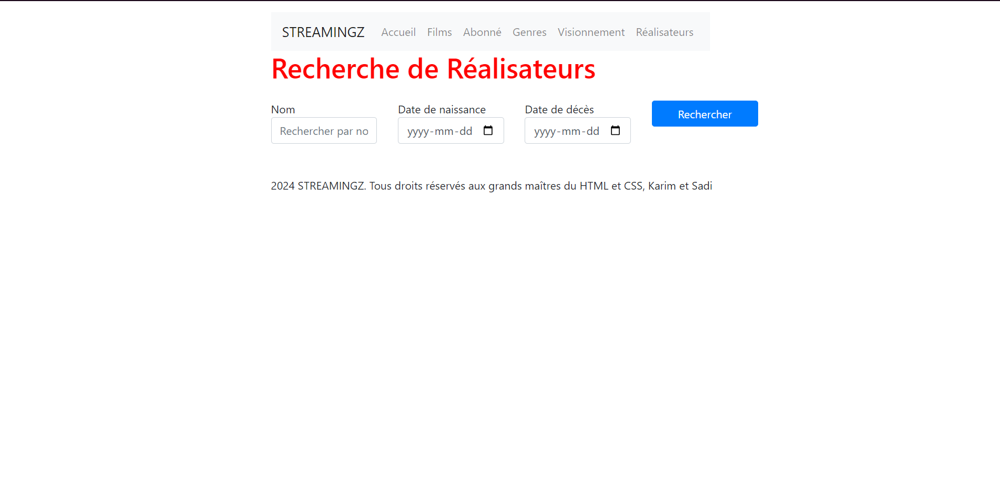 STREAMINGZ Accueil Films Abonné Genres Visionnement Réalisateurs
Recherche de Réalisateurs
Nom Date de naissance Date de décès Rechercher
Rechercher par no yyyy-mm-dd yyyy-mm-dd
2024 STREAMINGZ. Tous droits réservés aux grands maîtres du HTML et CSS, Karim et Sadi